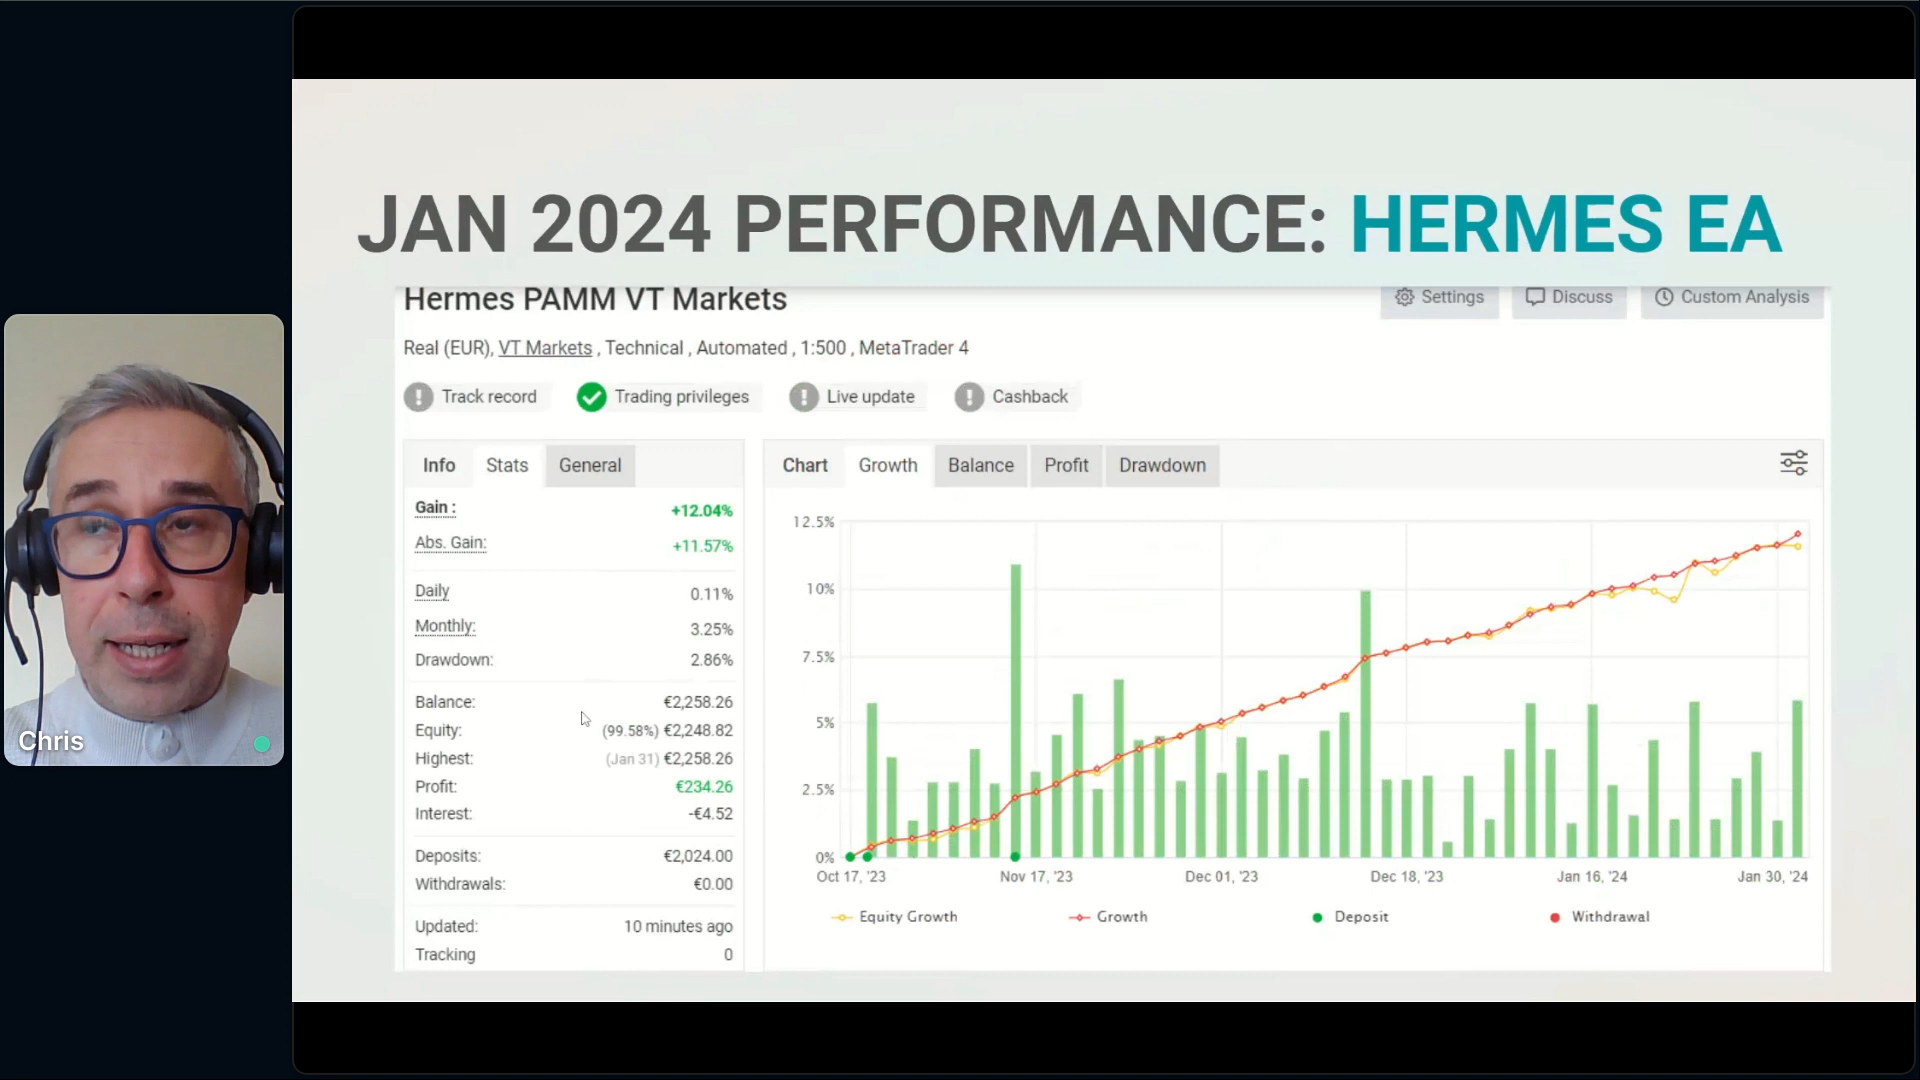 JAN 2024 PERFORMANCE: HERMES EA
Hermes PAMM VT Markets
Settings
Discuss
Custom Analysis
Real (EUR), VT Markets , Technical , Automated , 1:500 , MetaTrader 4
Track record
Trading privileges
Live update
Cashback
Info Stats General
Gain : +12.04%
Abs. Gain: +11.57%
Daily 0.11%
Monthly: 3.25%
Drawdown: 2.86%
Balance: €2,258.26
Equity: (99.58%) €2,248.82
Highest: (Jan 31) €2,258.26
Profit: €234.26
Interest: -€4.52
Deposits: €2,024.00
Withdrawals: €0.00
Updated: 10 minutes ago
Tracking 0
Chart Growth Balance Profit Drawdown
12.5%
10%
7.5%
5%
2.5%
0%
Oct 17, '23 Nov 17, '23 Dec 01, '23 Dec 18, '23 Jan 16, '24 Jan 30, '24
Equity Growth Growth Deposit Withdrawal
Chris